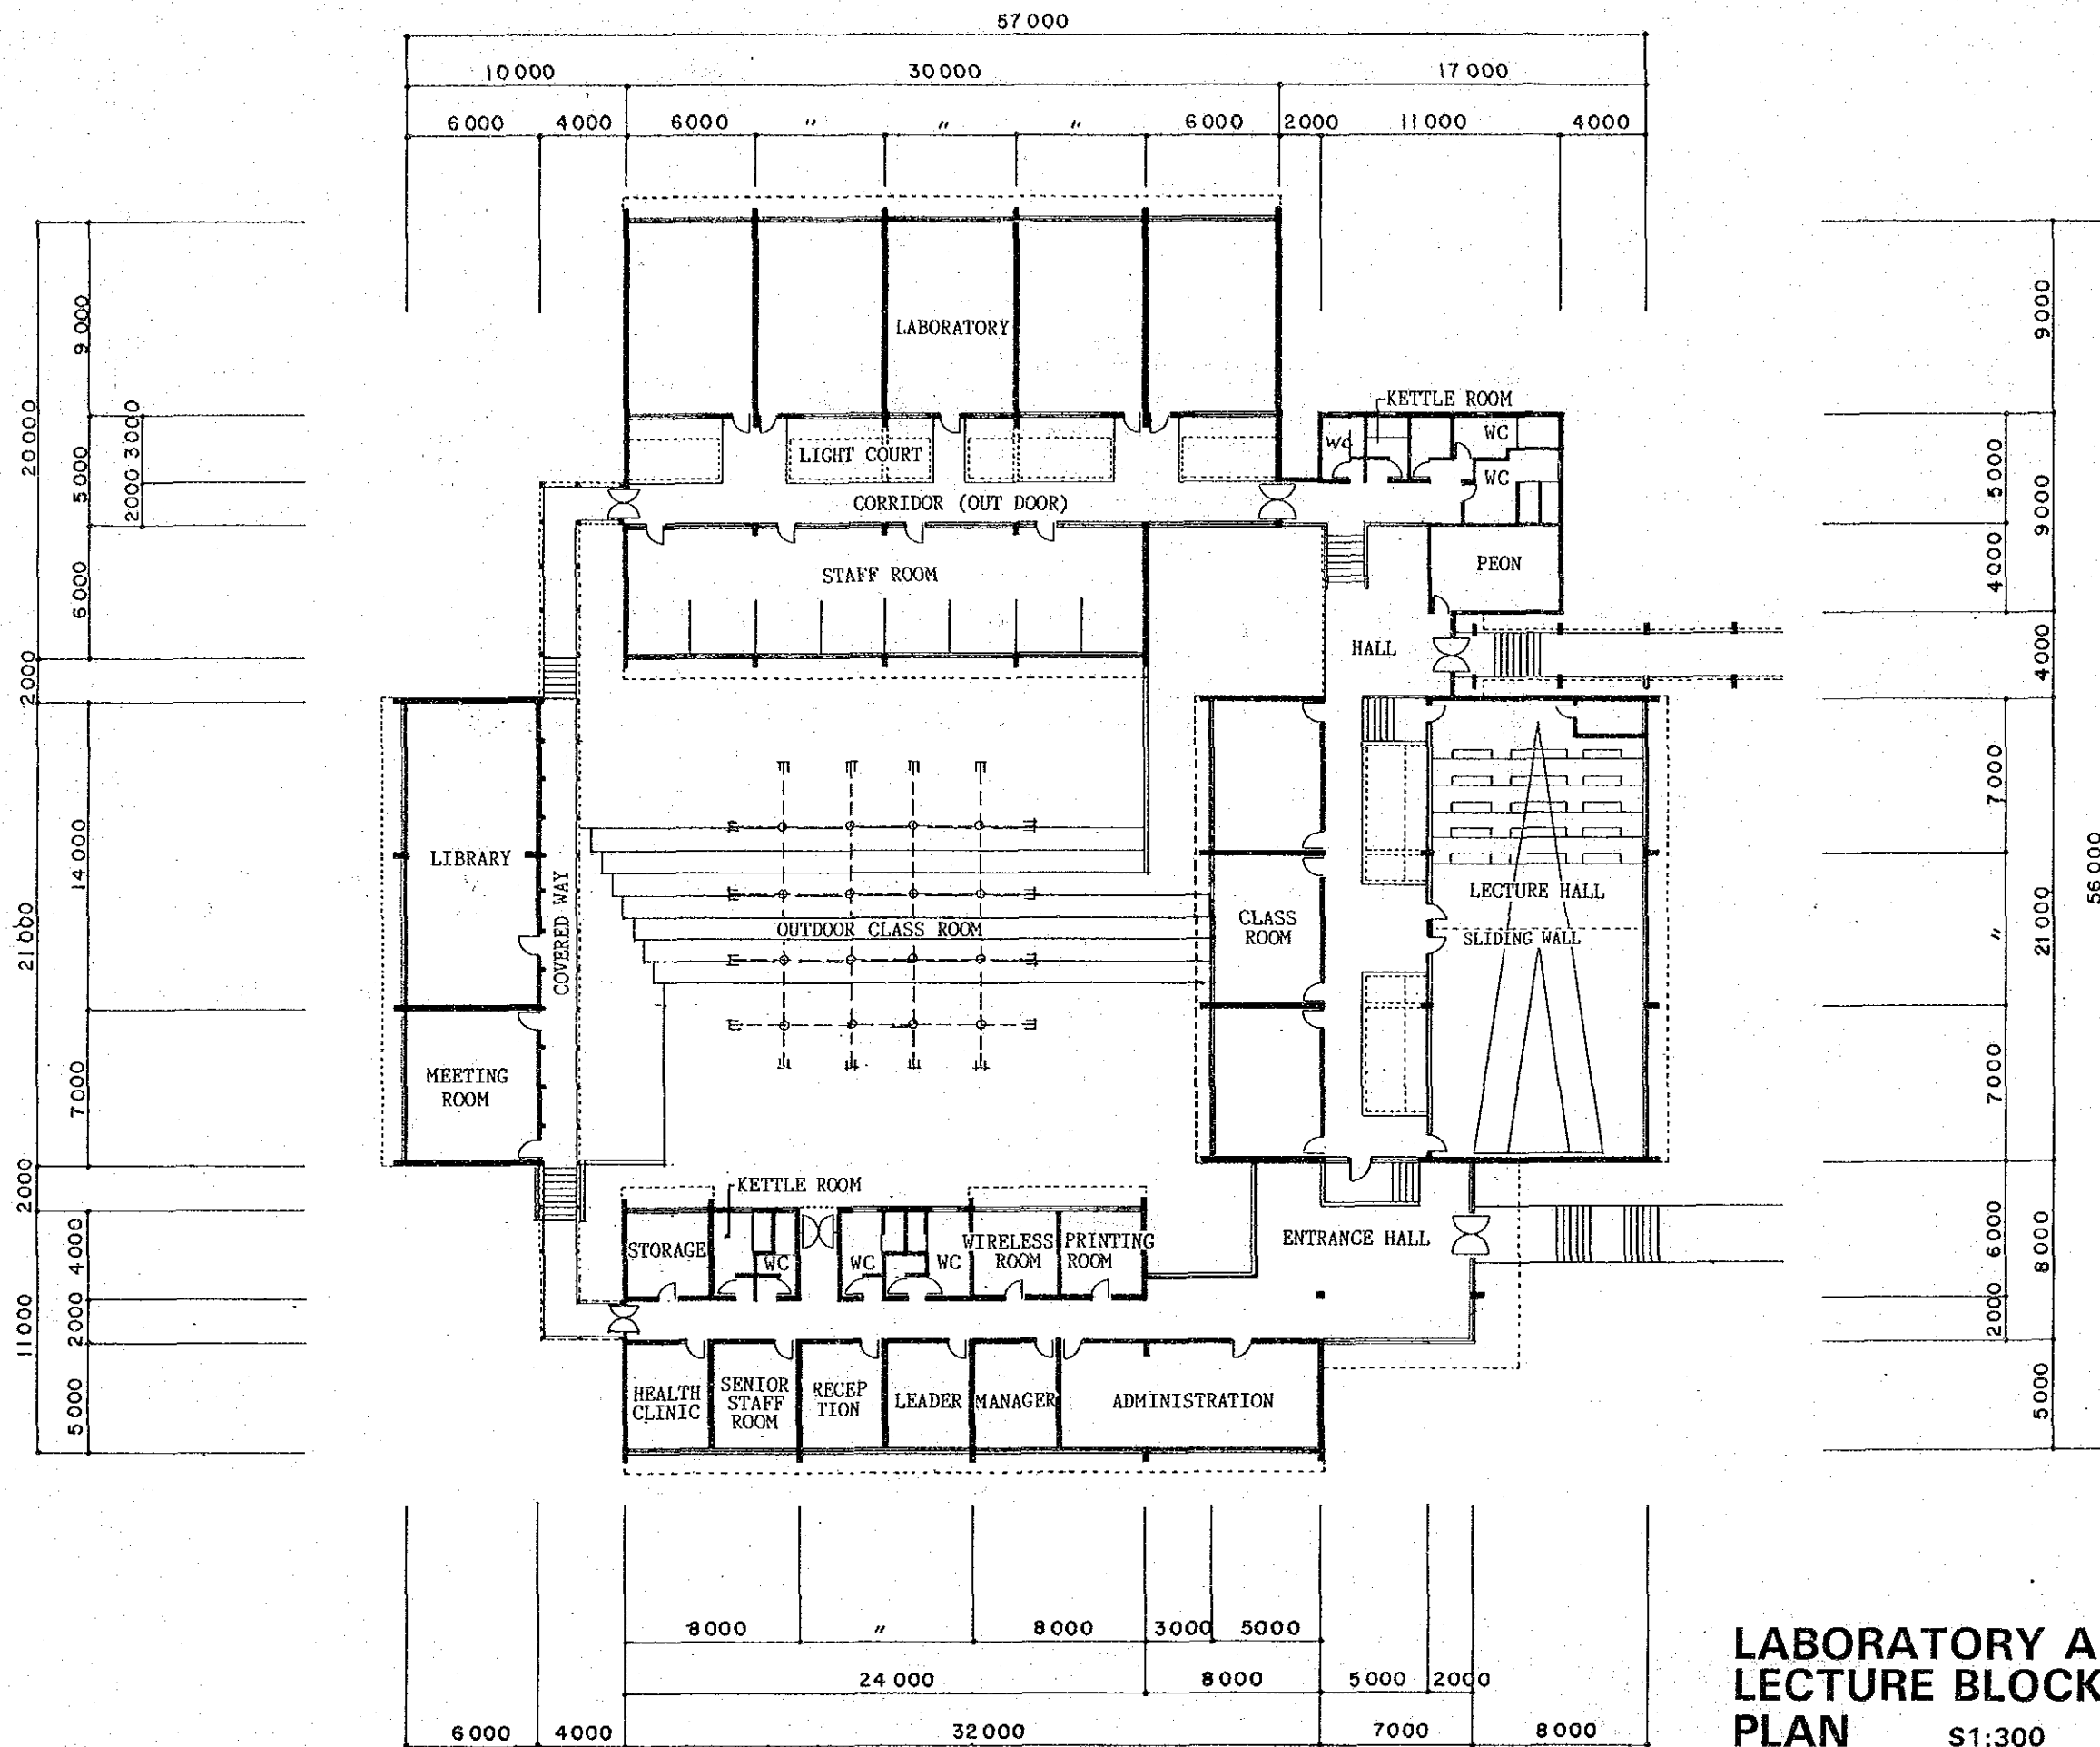 57000
10000 30000 17000
6000 4000 6000 " " " 6000 2000 11000 4000
20000
9000
5000
2000 3000
6000
2000
21000
14000
7000
2000
11000
4000
2000
5000
LABORATORY
KETTLE ROOM
WC
WC
WC
LIGHT COURT
CORRIDOR (OUT DOOR)
STAFF ROOM
PEON
HALL
LIBRARY
COVERED WAY
OUTDOOR CLASS ROOM
CLASS
ROOM
LECTURE HALL
SLIDING WALL
MEETING
ROOM
KETTLE ROOM
STORAGE
WC
WC
WC
WIRELESS
ROOM
PRINTING
ROOM
ENTRANCE HALL
HEALTH
CLINIC
SENIOR
STAFF
ROOM
RECEP
TION
LEADER
MANAGER
ADMINISTRATION
9000
5000
9000
4000
4000
7000
"
21000
7000
56000
6000
8000
2000
5000
8000 " 8000 3000 5000
24000 8000 5000 2000
6000 4000 32000 7000 8000
LABORATORY A
LECTURE BLOCK
PLAN S1:300